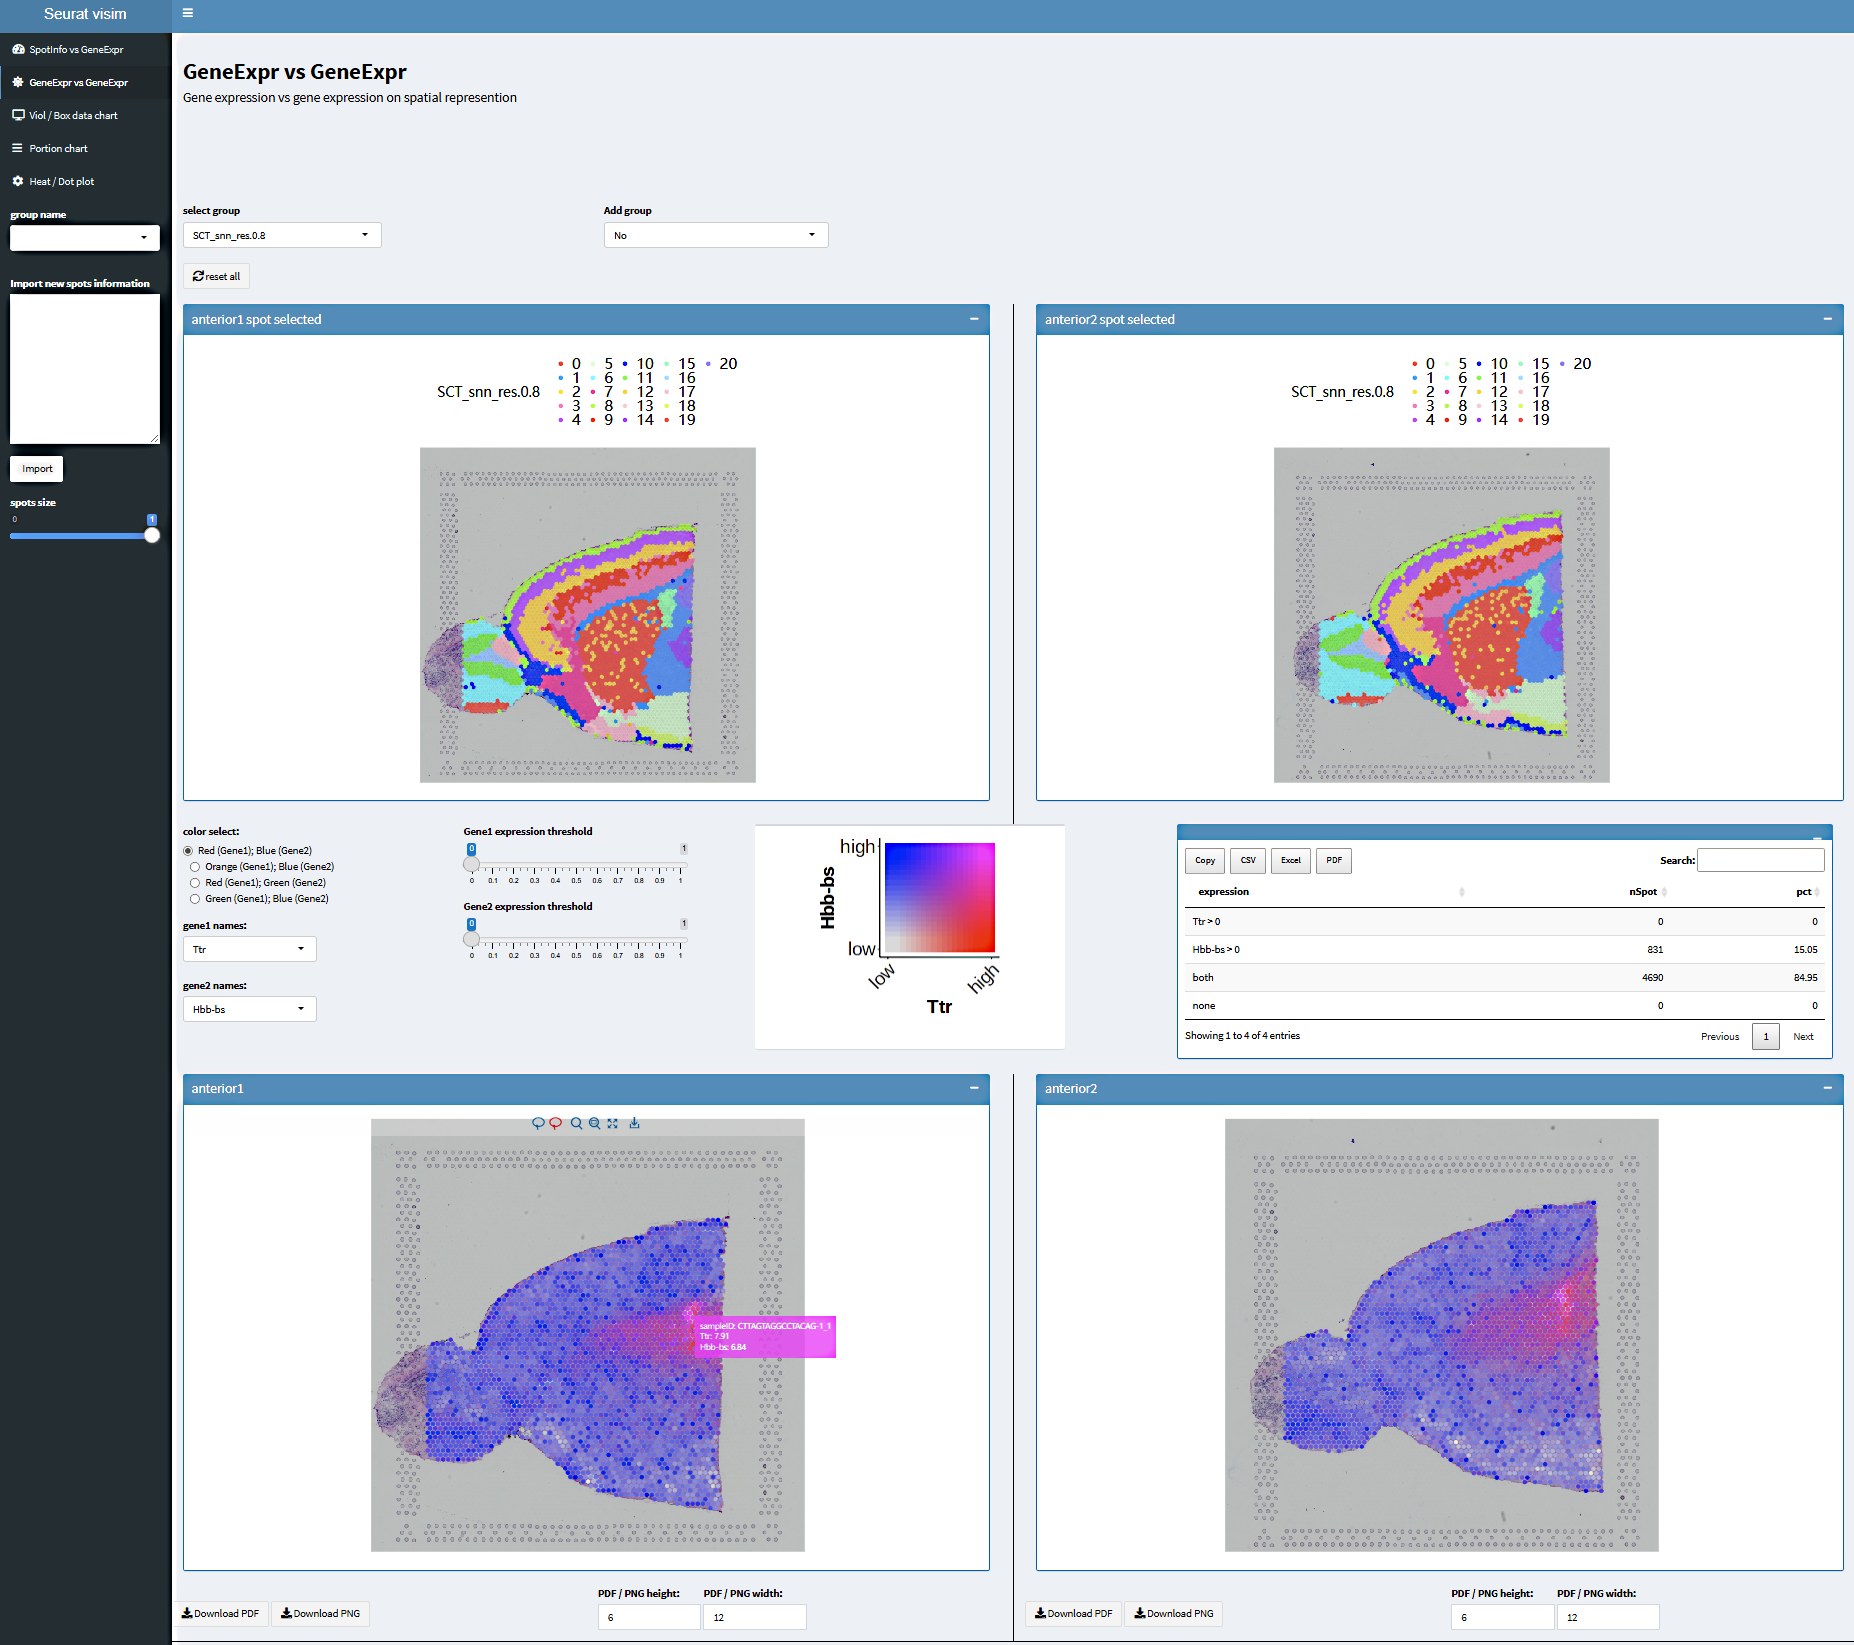 Seurat visim
SpotInfo vs GeneExpr
GeneExpr vs GeneExpr
Viol / Box data chart
Portion chart
Heat / Dot plot
group name
Import new spots information
Import
spots size
0 1
GeneExpr vs GeneExpr
Gene expression vs gene expression on spatial represention
select group
SCT_snn_res.0.8
Add group
No
reset all
anterior1 spot selected
SCT_snn_res.0.8
0 5 10 15 20
1 6 11 16
2 7 12 17
3 8 13 18
4 9 14 19
anterior2 spot selected
SCT_snn_res.0.8
0 5 10 15 20
1 6 11 16
2 7 12 17
3 8 13 18
4 9 14 19
color select:
Red (Gene1); Blue (Gene2)
Orange (Gene1); Blue (Gene2)
Red (Gene1); Green (Gene2)
Green (Gene1); Blue (Gene2)
gene1 names:
Ttr
gene2 names:
Hbb-bs
Gene1 expression threshold
0 1
0 0.1 0.2 0.3 0.4 0.5 0.6 0.7 0.8 0.9 1
Gene2 expression threshold
0 1
0 0.1 0.2 0.3 0.4 0.5 0.6 0.7 0.8 0.9 1
high
Hbb-bs
low
low high
Ttr
Copy CSV Excel PDF Search:
expression nSpot pct
Ttr > 0 0 0
Hbb-bs > 0 831 15.05
both 4690 84.95
none 0 0
Showing 1 to 4 of 4 entries Previous 1 Next
anterior1
sampleID: CTTAGTAGGCCTACAG-1_1
Ttr: 7.91
Hbb-bs: 6.84
anterior2
Download PDF Download PNG
PDF / PNG height: PDF / PNG width:
6 12
Download PDF Download PNG
PDF / PNG height: PDF / PNG width:
6 12